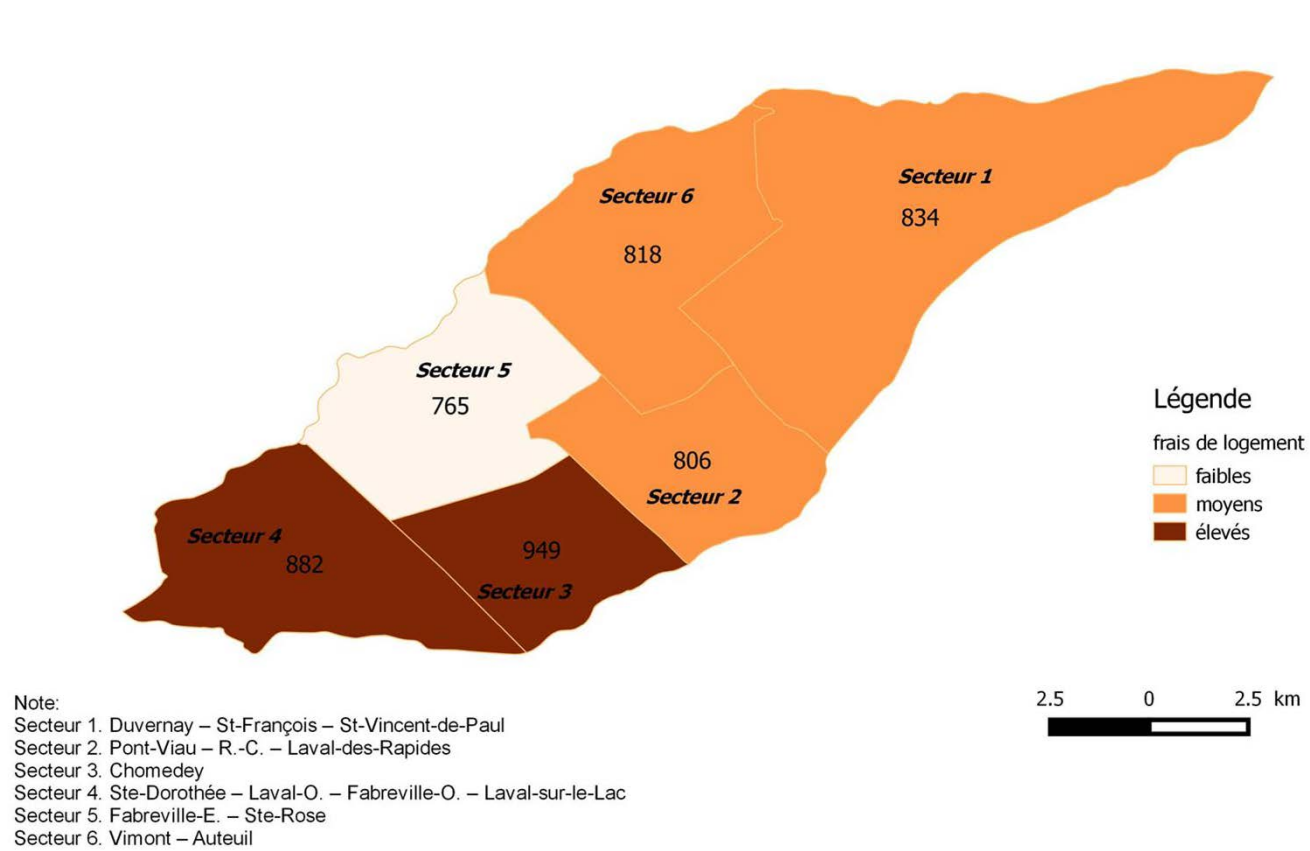 Secteur 1
834
Secteur 6
818
Secteur 5
765
806
Secteur 2
Secteur 4
882
949
Secteur 3
Légende
frais de logement
faibles
moyens
élevés
2.5 0 2.5 km
Note:
Secteur 1. Duvernay – St-François – St-Vincent-de-Paul
Secteur 2. Pont-Viau – R.-C. – Laval-des-Rapides
Secteur 3. Chomedey
Secteur 4. Ste-Dorothée – Laval-O. – Fabreville-O. – Laval-sur-le-Lac
Secteur 5. Fabreville-E. – Ste-Rose
Secteur 6. Vimont – Auteuil